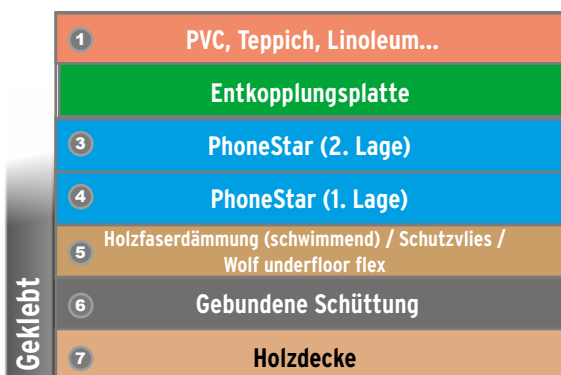 1 PVC, Teppich, Linoleum...
Entkopplungsplatte
3 PhoneStar (2. Lage)
4 PhoneStar (1. Lage)
5 Holzfaserdämmung (schwimmend) / Schutzvlies /
Wolf underfloor flex
6 Gebundene Schüttung
7 Holzdecke
Geklebt